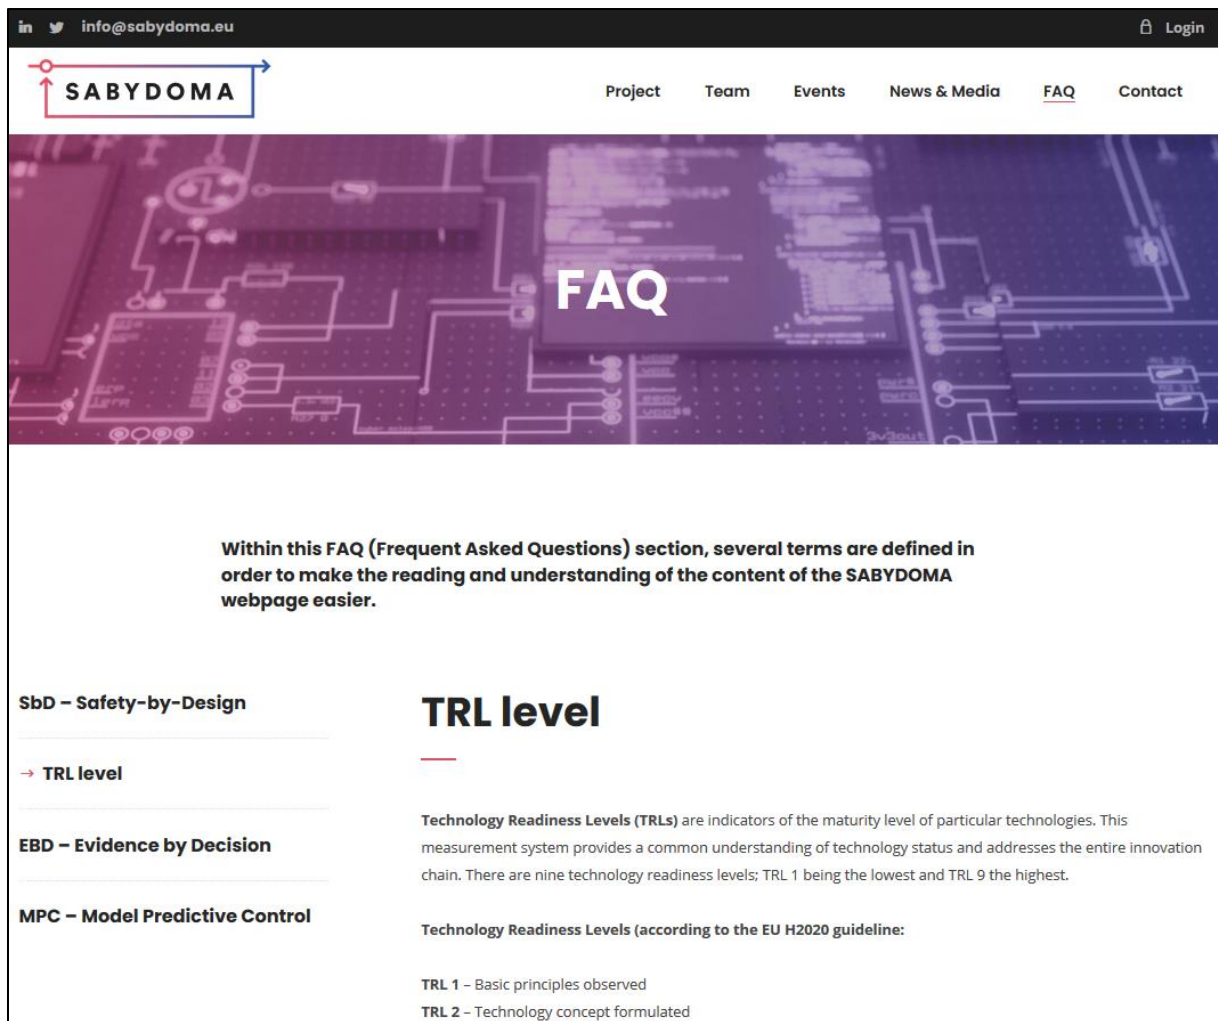 in info@sabydoma.eu Login
SABYDOMA
Project Team Events News & Media FAQ Contact
FAQ
Within this FAQ (Frequent Asked Questions) section, several terms are defined in
order to make the reading and understanding of the content of the SABYDOMA
webpage easier.
SbD – Safety-by-Design
→ TRL level
EBD – Evidence by Decision
MPC – Model Predictive Control
TRL level
Technology Readiness Levels (TRLs) are indicators of the maturity level of particular technologies. This
measurement system provides a common understanding of technology status and addresses the entire innovation
chain. There are nine technology readiness levels; TRL 1 being the lowest and TRL 9 the highest.
Technology Readiness Levels (according to the EU H2020 guideline:
TRL 1 – Basic principles observed
TRL 2 – Technology concept formulated